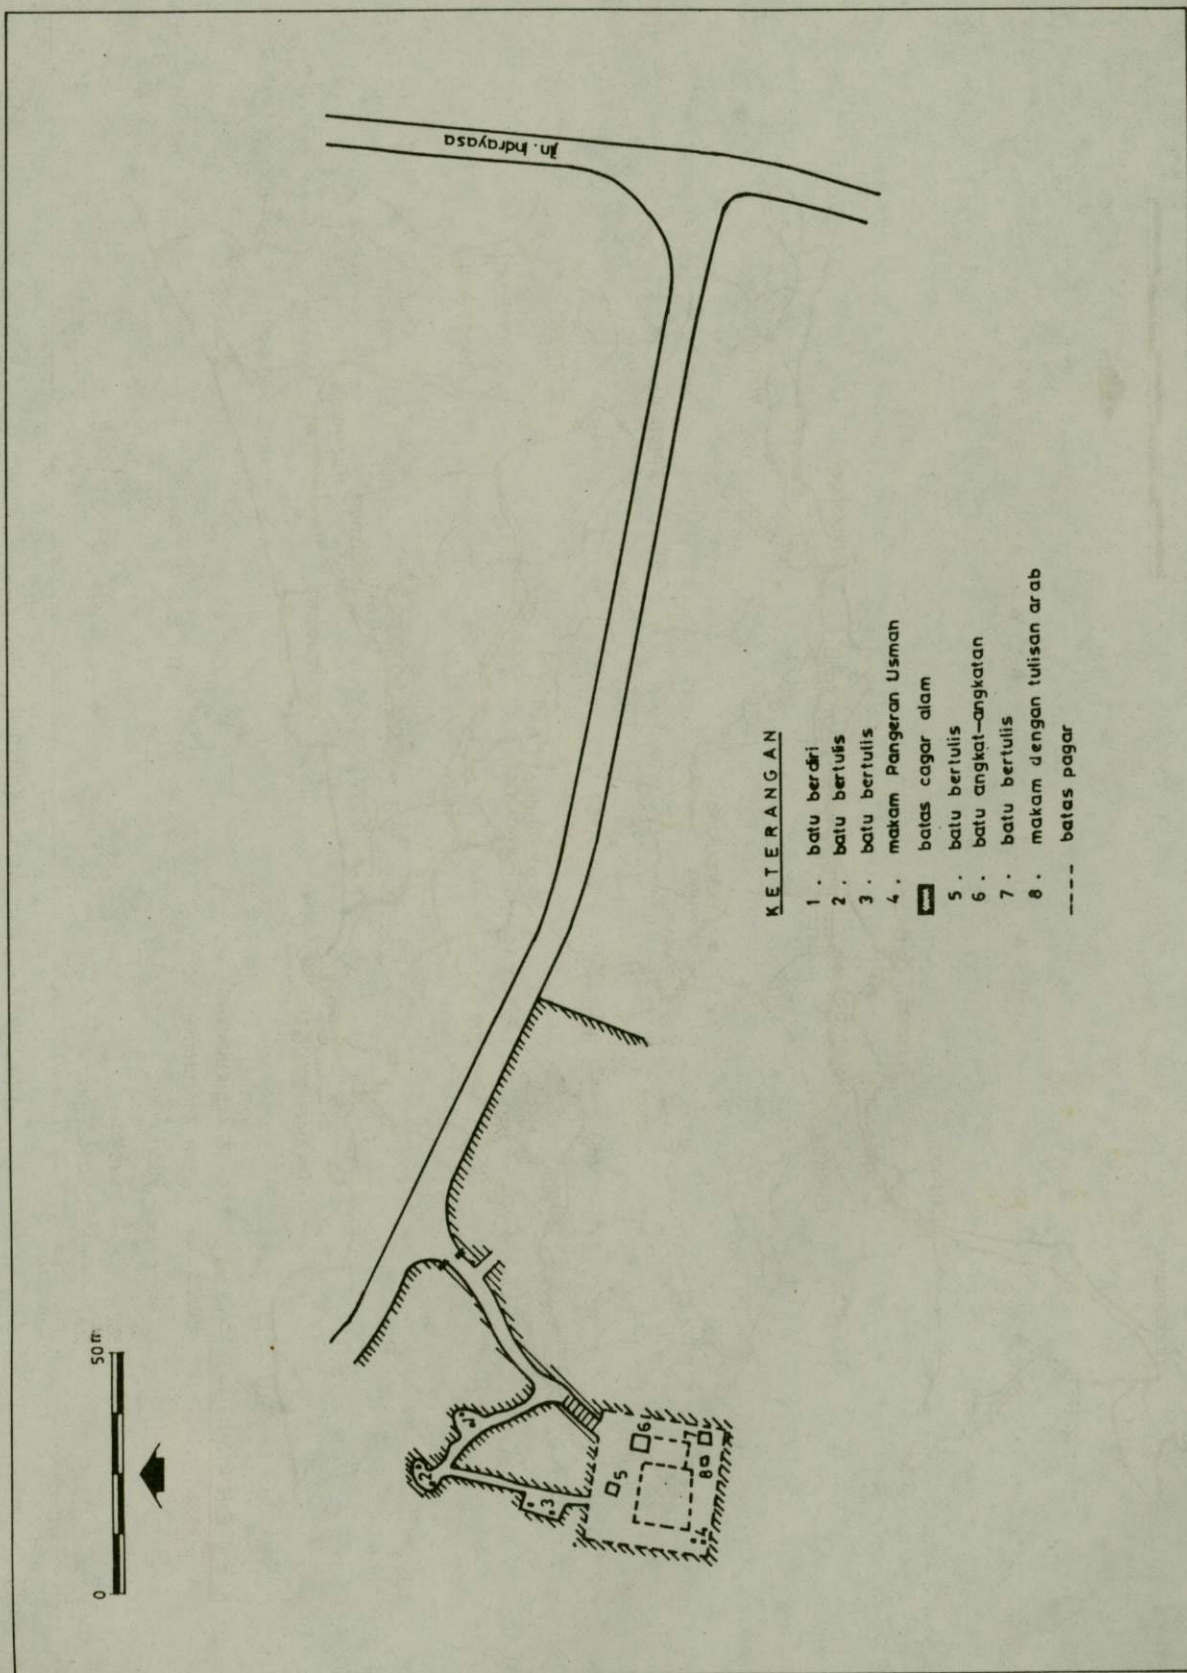 jln. Indrayasa
0 50 m
1
2
3
5
6
7
8
4
KETERANGAN
1 . batu berdiri
2 . batu bertulis
3 . batu bertulis
4 . makam Pangeran Usman
batas cagar alam
5 . batu bertulis
6 . batu angkat-angkatan
7 . batu bertulis
8 . makam dengan tulisan arab
---- batas pagar